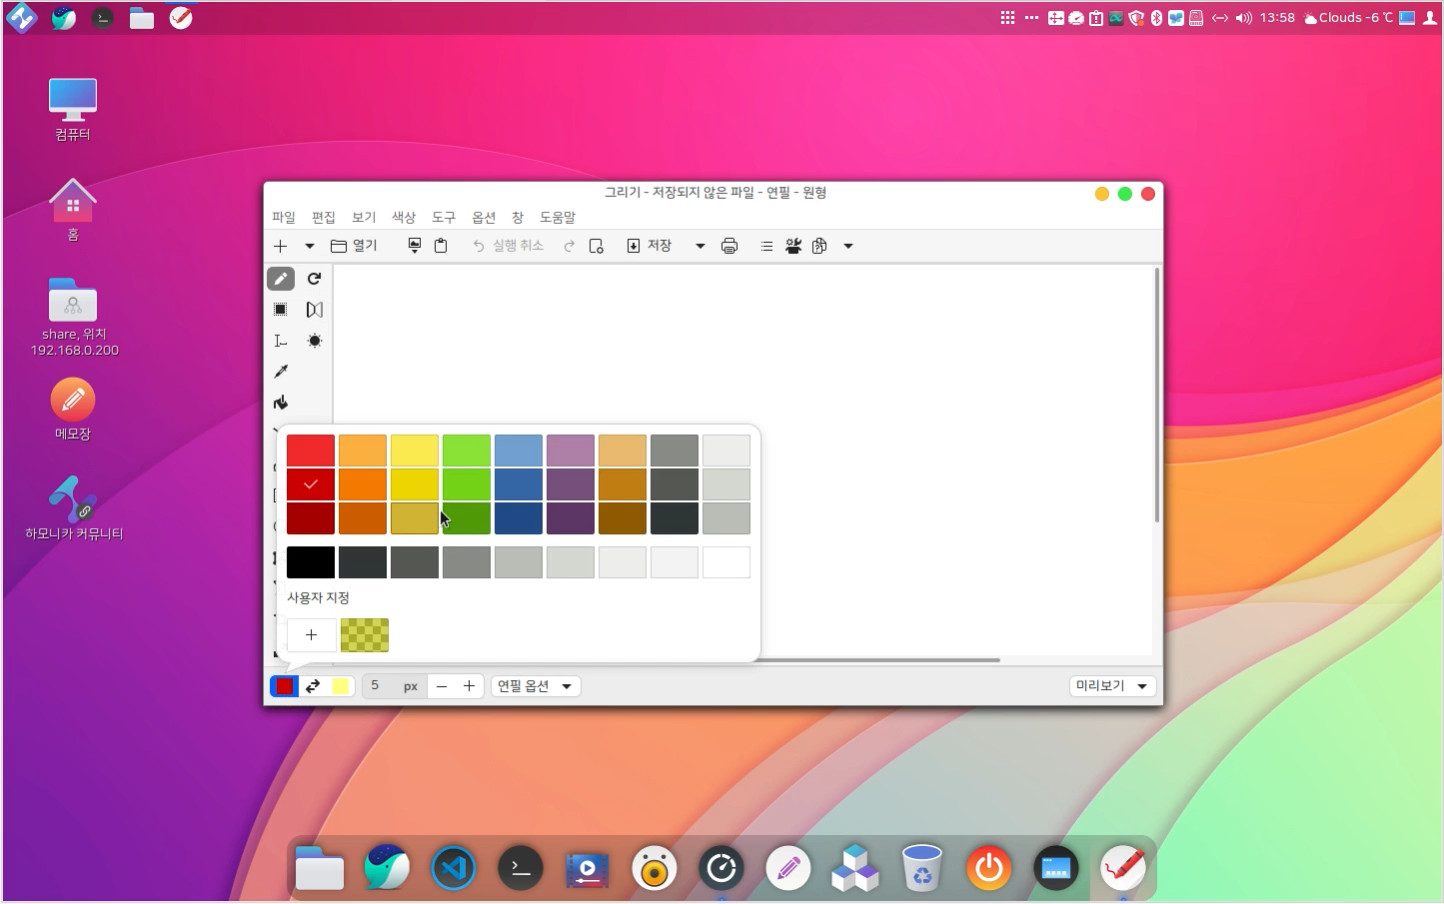 13:58
Clouds -6 ℃
컴퓨터
홈
share, 위치
192.168.0.200
메모장
하모니카 커뮤니티
그리기 - 저장되지 않은 파일 - 연필 - 원형
파일 편집 보기 색상 도구 옵션 창 도움말
열기 실행 취소 저장
사용자 지정
5 px 연필 옵션 미리보기